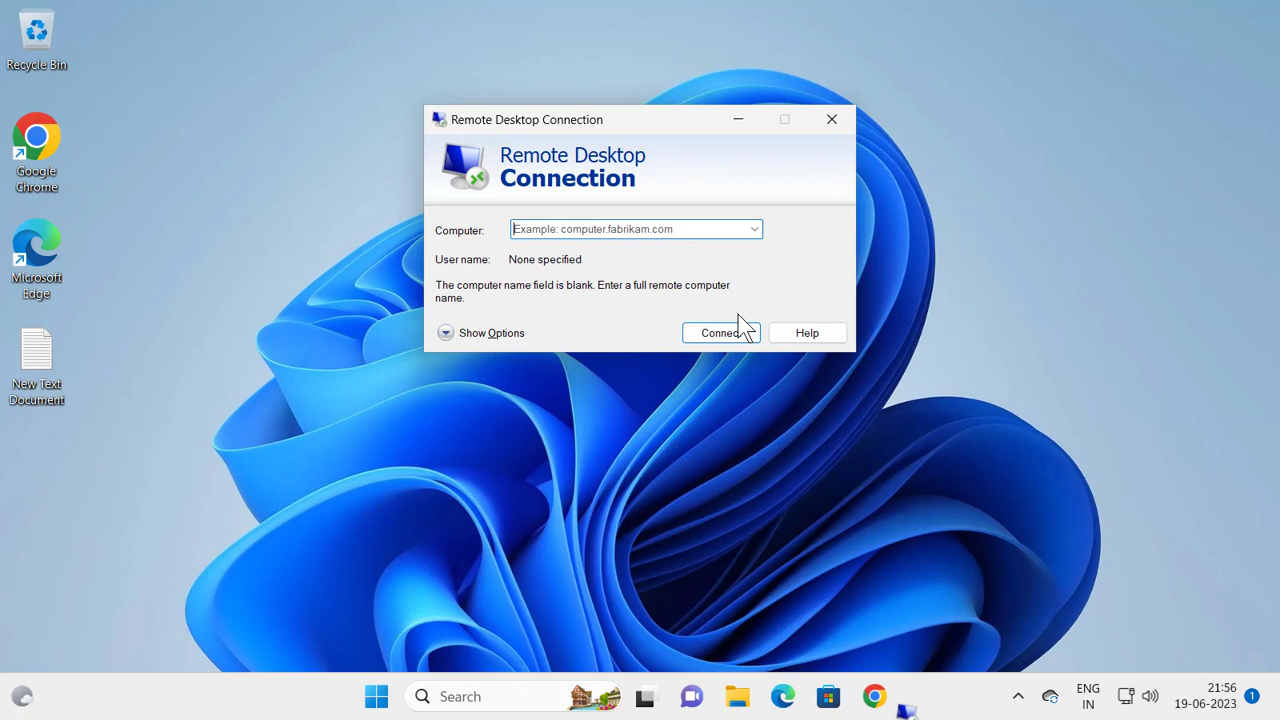 Recycle Bin
Google
Chrome
Microsoft
Edge
New Text
Document
Remote Desktop Connection
Remote Desktop
Connection
Computer:
Example: computer.fabrikam.com
User name:
None specified
The computer name field is blank. Enter a full remote computer
name.
Show Options
Connect
Help
Search
ENG
IN
21:56
19-06-2023
1